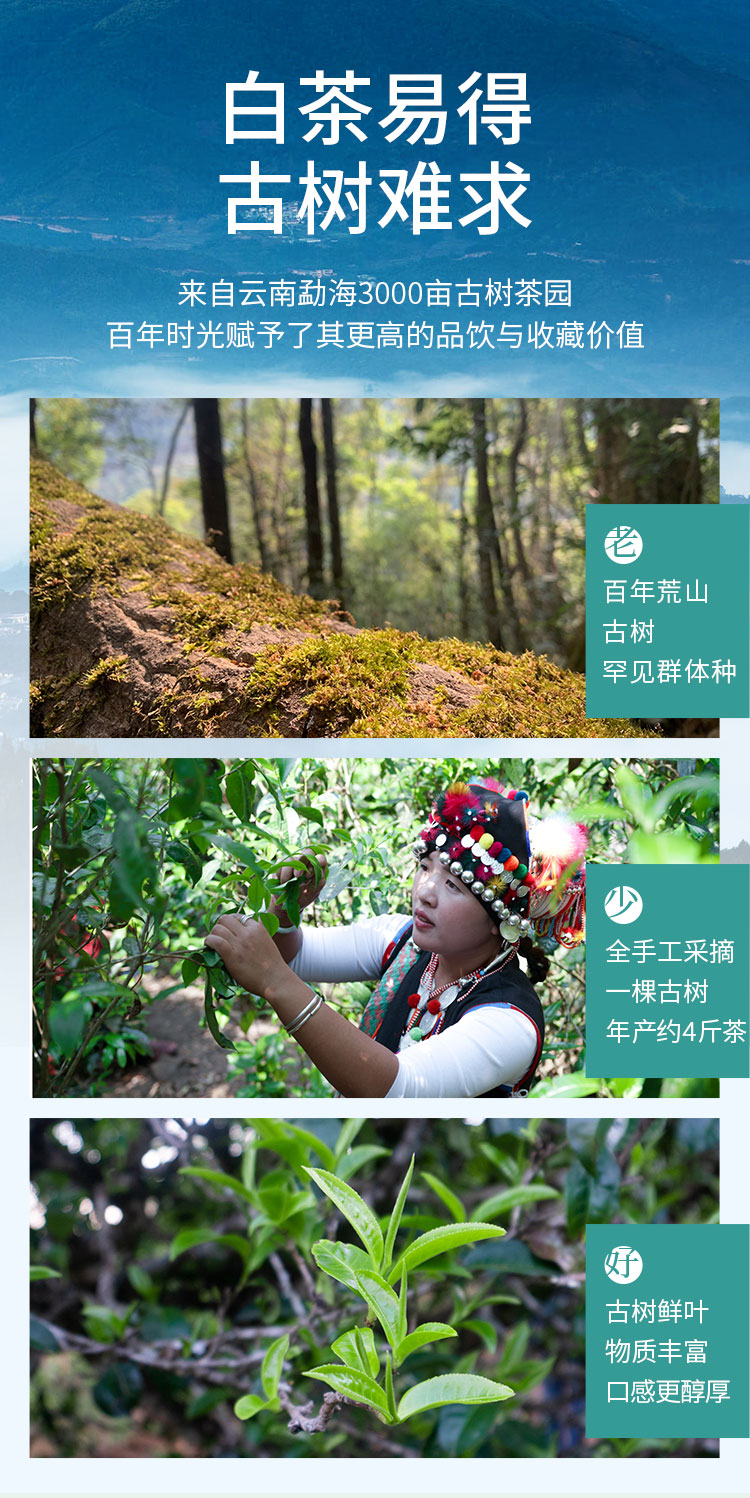 白茶易得
古树难求
来自云南勐海3000亩古树茶园
百年时光赋予了其更高的品饮与收藏价值
老
百年荒山
古树
罕见群体种
少
全手工采摘
一棵古树
年产约4斤茶
好
古树鲜叶
物质丰富
口感更醇厚